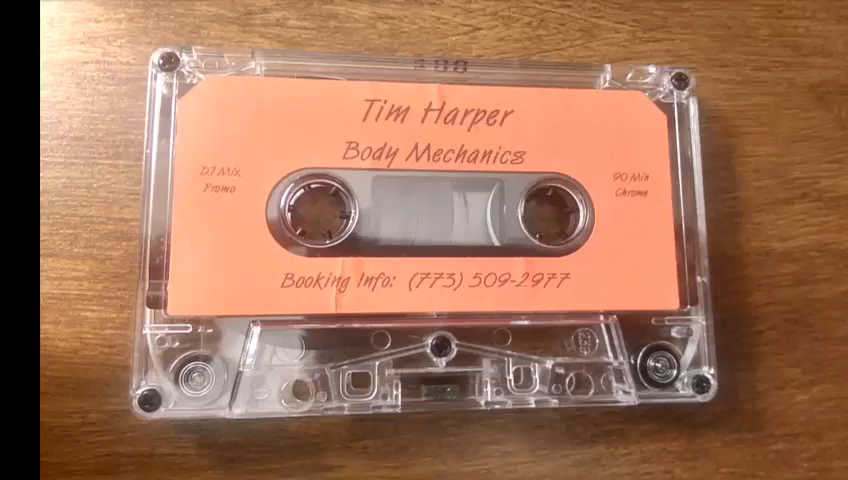 Tim Harper
Body Mechanics
DJ Mix
Promo
90 Min
Chrome
Booking Info: (773) 509-2977